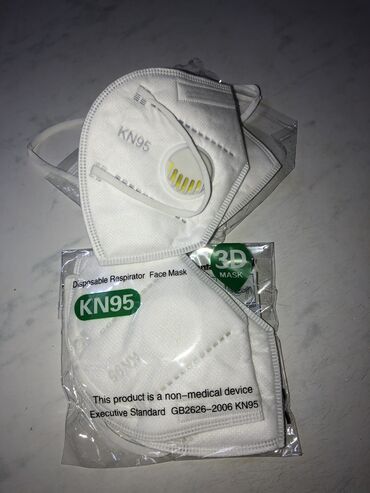 KN95
Disposable Respirator Face Mask
3D
MASK
KN95
This product is a non-medical device
Executive Standard GB2626-2006 KN95